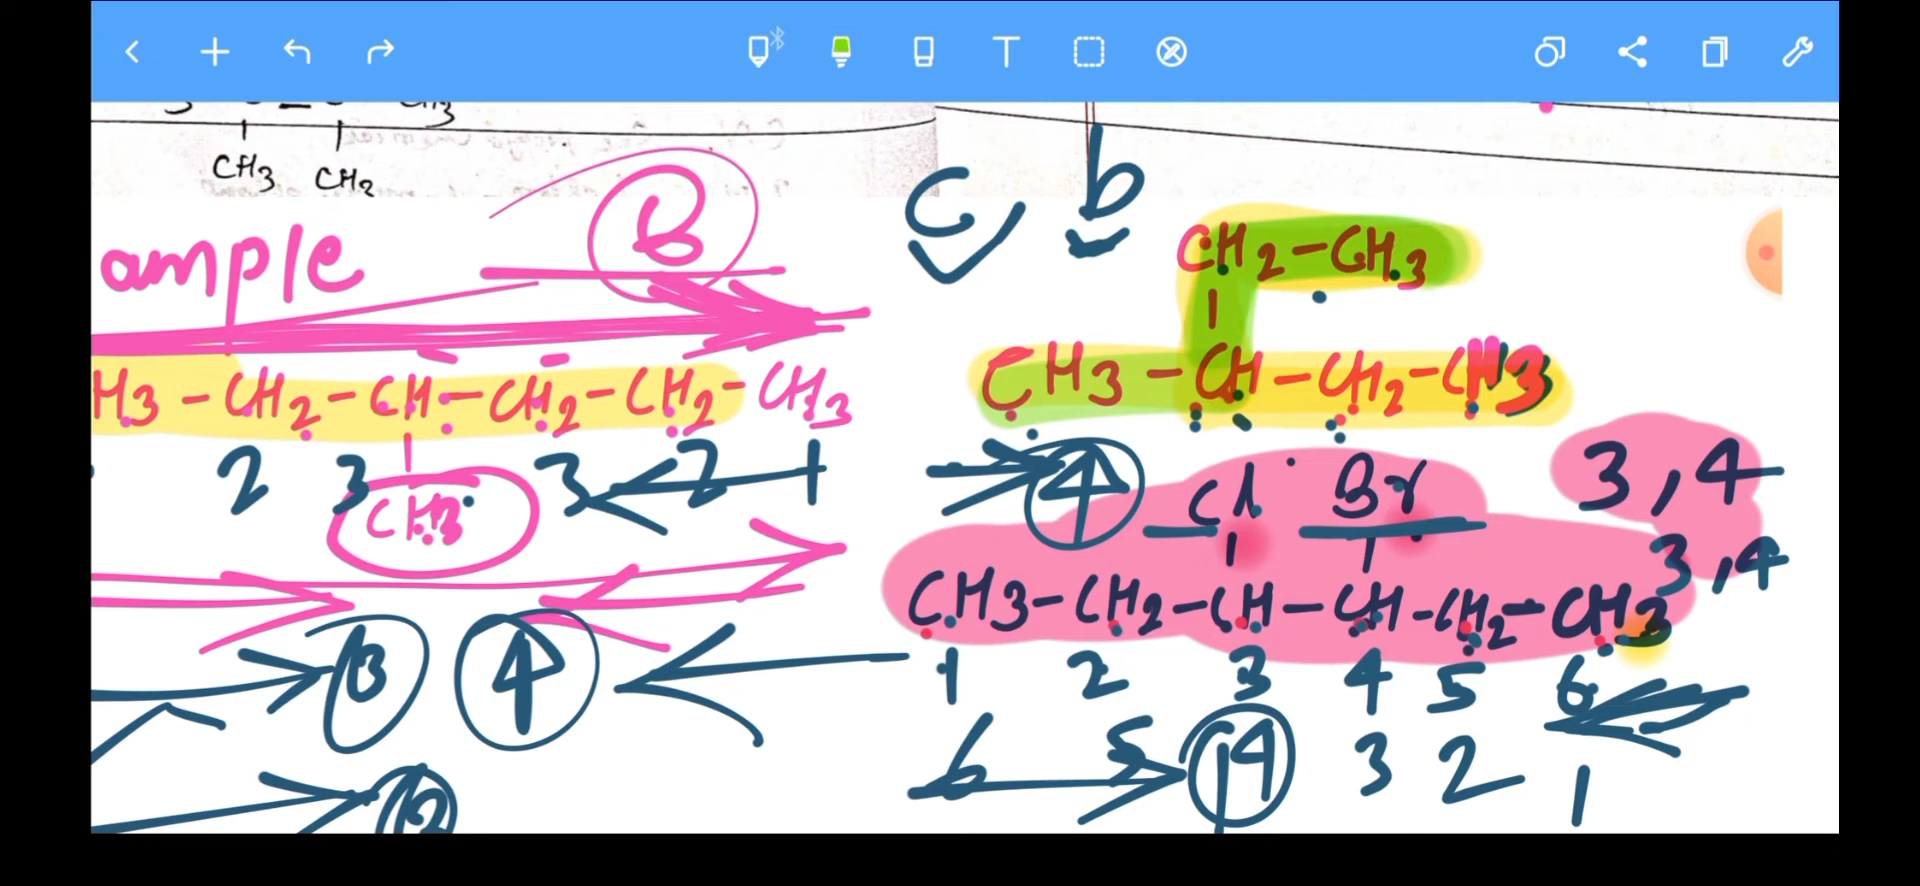 CH3
CH3 CH2
ample
B
H3 - CH2 - CH - CH2 - CH2 - CH3
2 3 3 2 1
CH3
3 4
2
C, b
CH2 - CH3
CH3 - CH - CH2 - CH3
4 Cl Br 3,4
3,4
CH3 - CH2 - CH - CH - CH2 - CH3
1 2 3 4 5 6
6 5 4 3 2 1